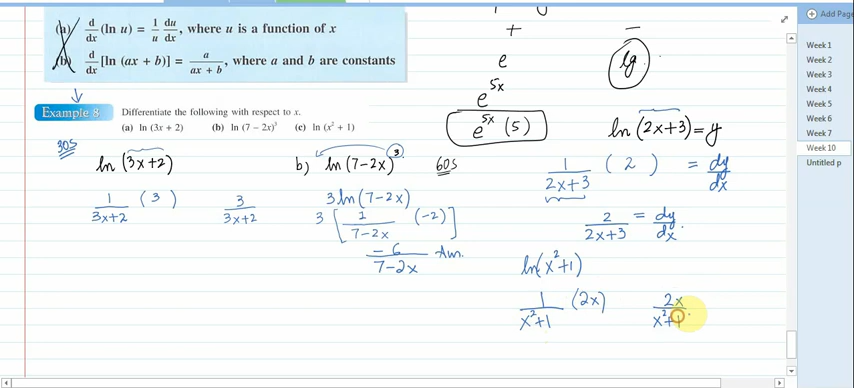 (a) d/dx (ln u) = 1/u du/dx, where u is a function of x
(b) d/dx [ln (ax + b)] = a/(ax + b), where a and b are constants
Example 8 Differentiate the following with respect to x.
(a) ln (3x + 2) (b) ln (7 – 2x)³ (c) ln (x² + 1)
30s
ln(3x+2)
1/(3x+2) (3) 3/(3x+2)
b) ln(7-2x)³ 60s
3ln(7-2x)
3[1/(7-2x) (-2)]
= -6/(7-2x) Ans.
+ –
e lg
e^5x
e^5x (5) ln(2x+3)=y
1/(2x+3) (2) = dy/dx
2/(2x+3) = dy/dx.
ln(x²+1)
1/(x²+1) (2x) 2x/(x²+1)
Add Page
Week 1
Week 2
Week 3
Week 4
Week 5
Week 6
Week 7
Week 10
Untitled p